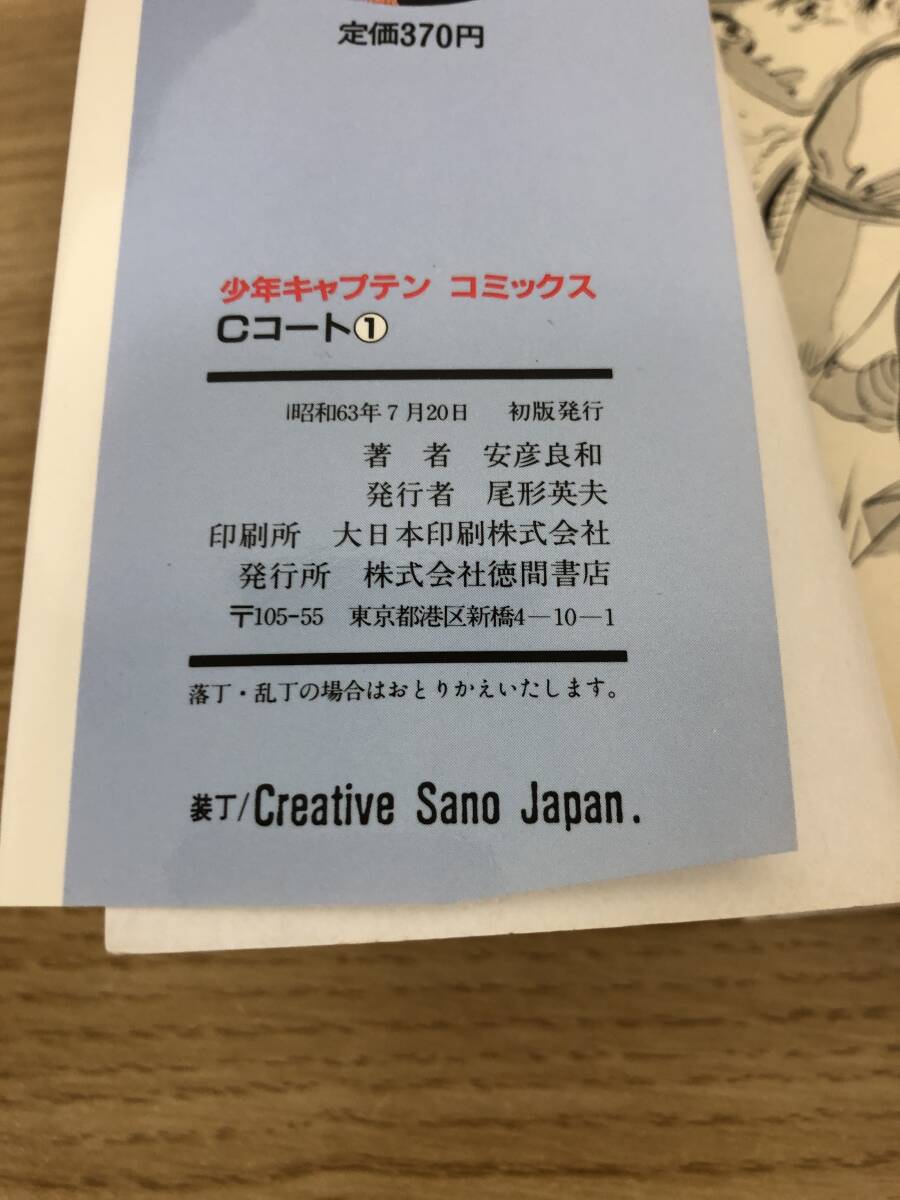 定価370円
少年キャプテン コミックス
Cコート①
昭和63年7月20日 初版発行
著 者 安彦良和
発行者 尾形英夫
印刷所 大日本印刷株式会社
発行所 株式会社徳間書店
〒105-55 東京都港区新橋4―10―1
落丁・乱丁の場合はおとりかえいたします。
装丁/Creative Sano Japan.